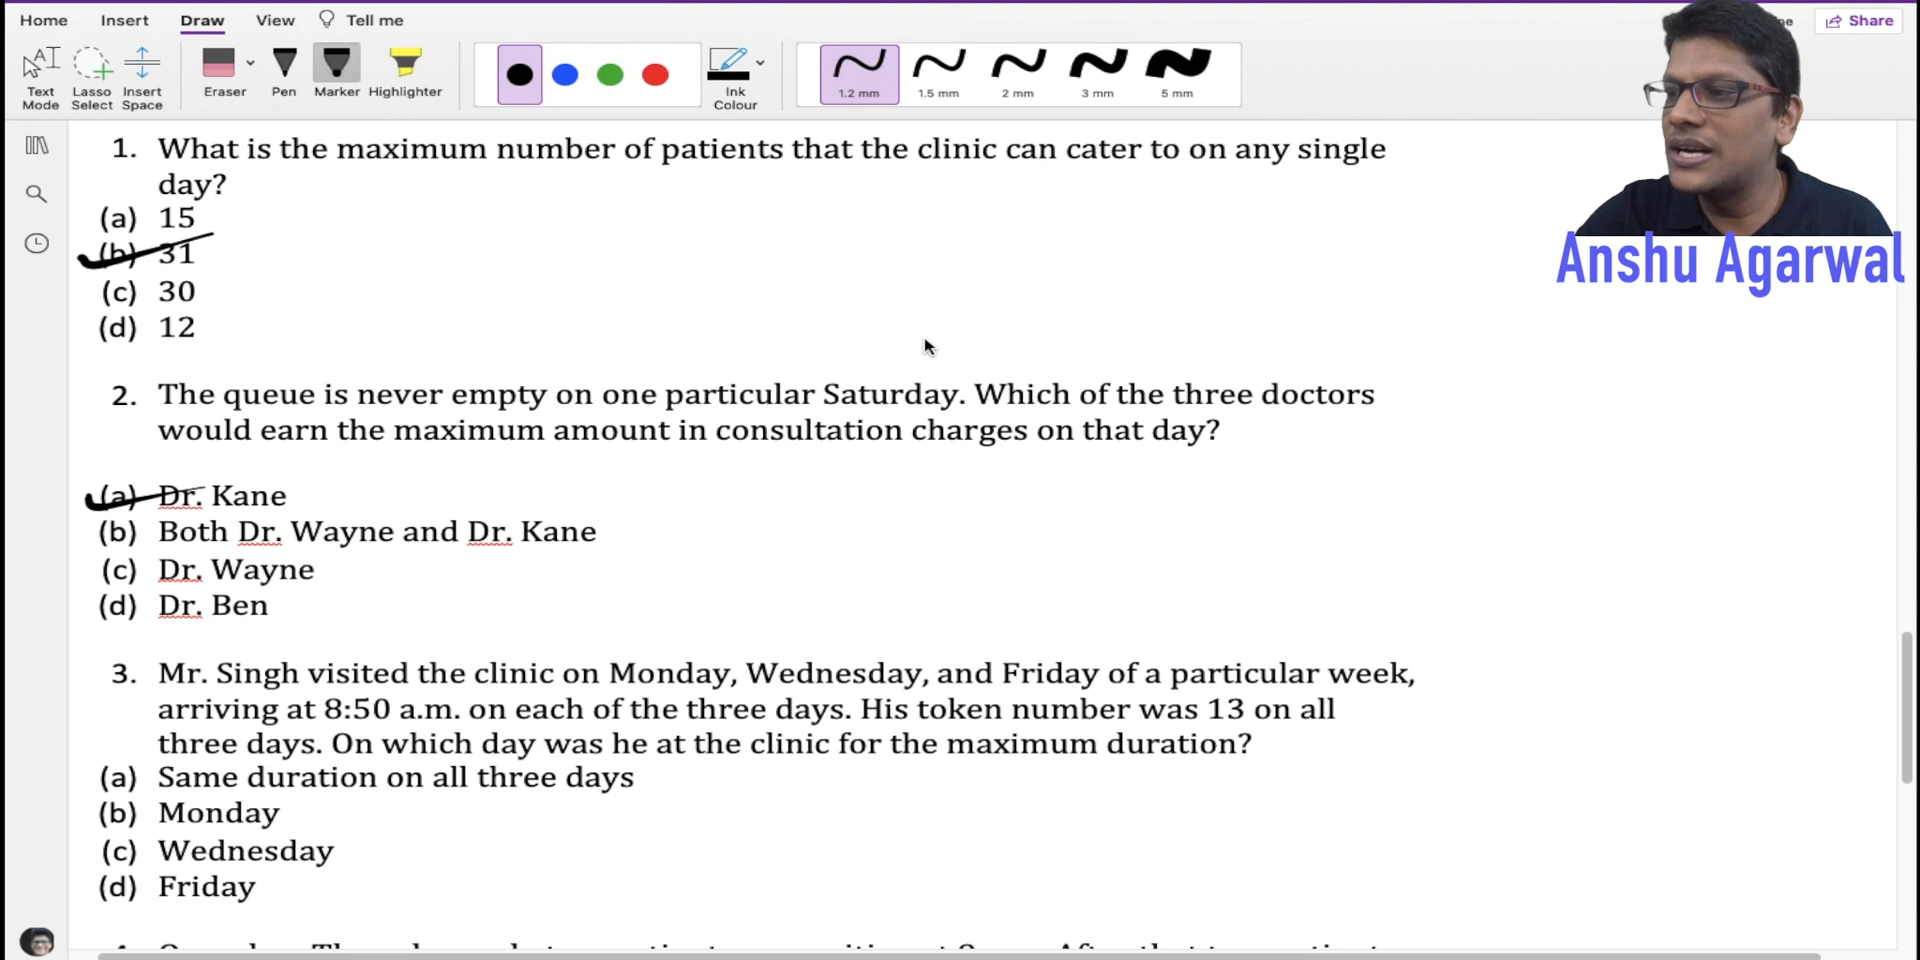 Home Insert Draw View Tell me
Share
Text Mode
Lasso Select
Insert Space
Eraser
Pen
Marker
Highlighter
Ink Colour
1.2 mm
1.5 mm
2 mm
3 mm
5 mm
1. What is the maximum number of patients that the clinic can cater to on any single
day?
(a) 15
(b) 31
(c) 30
(d) 12
Anshu Agarwal
2. The queue is never empty on one particular Saturday. Which of the three doctors
would earn the maximum amount in consultation charges on that day?
(a) Dr. Kane
(b) Both Dr. Wayne and Dr. Kane
(c) Dr. Wayne
(d) Dr. Ben
3. Mr. Singh visited the clinic on Monday, Wednesday, and Friday of a particular week,
arriving at 8:50 a.m. on each of the three days. His token number was 13 on all
three days. On which day was he at the clinic for the maximum duration?
(a) Same duration on all three days
(b) Monday
(c) Wednesday
(d) Friday